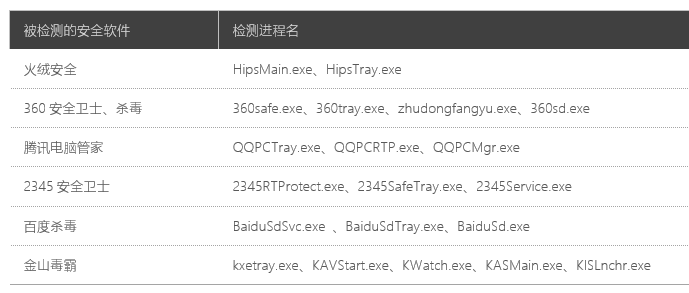 被检测的安全软件 检测进程名
火绒安全 HipsMain.exe、HipsTray.exe
360 安全卫士、杀毒 360safe.exe、360tray.exe、zhudongfangyu.exe、360sd.exe
腾讯电脑管家 QQPCTray.exe、QQPCRTP.exe、QQPCMgr.exe
2345 安全卫士 2345RTProtect.exe、2345SafeTray.exe、2345Service.exe
百度杀毒 BaiduSdSvc.exe 、BaiduSdTray.exe、BaiduSd.exe
金山毒霸 kxetray.exe、KAVStart.exe、KWatch.exe、KASMain.exe、KISLnchr.exe